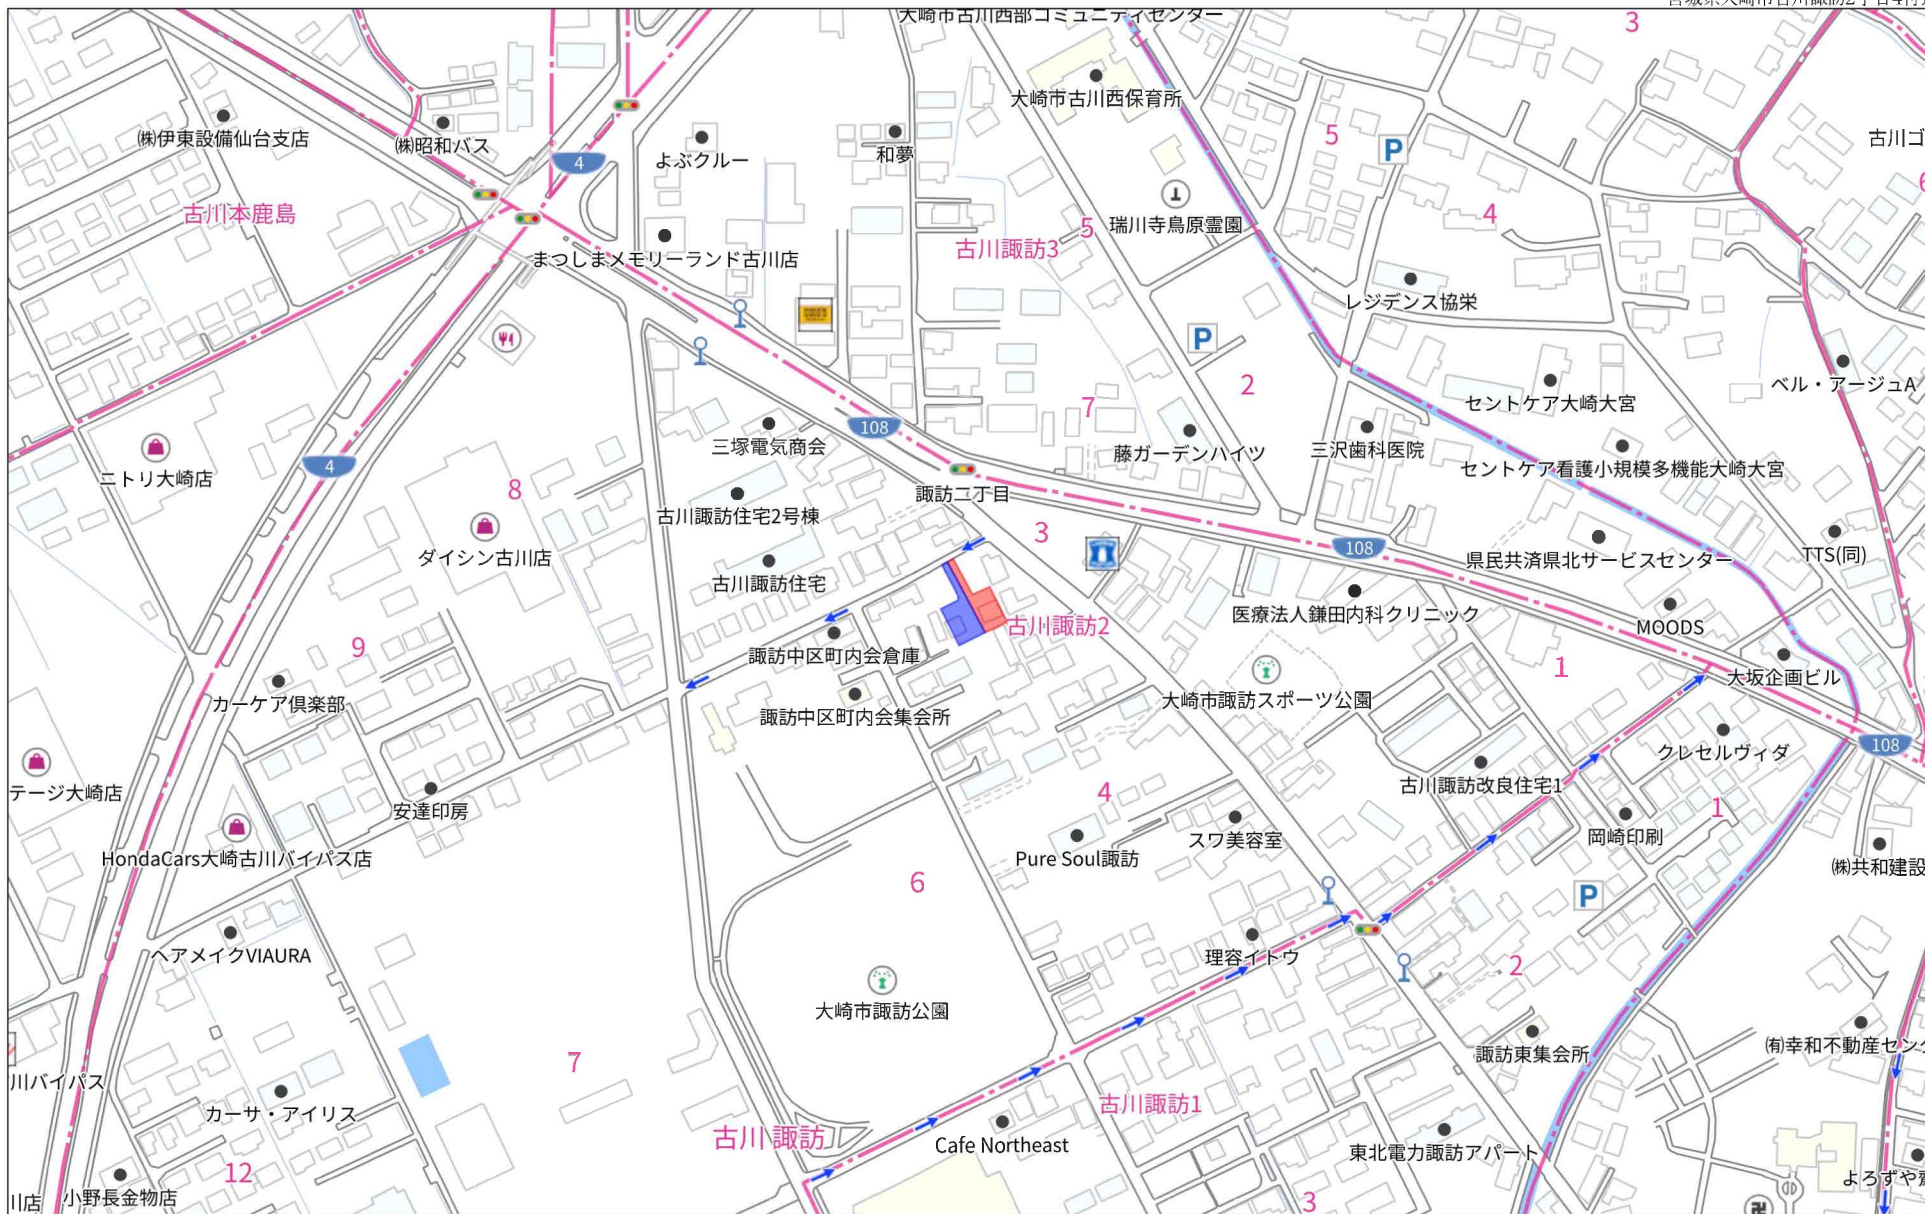 大崎市古川西部コミュニティセンター
3
大崎市古川西保育所
㈱伊東設備仙台支店
㈱昭和バス
4
よぶクルー
和夢
5
P
古川ゴ
古川本鹿島
古川諏訪3
5
瑞川寺鳥原霊園
4
まつしまメモリーランド古川店
レジデンス協栄
P
2
ベル・アージュA
セントケア大崎大宮
7
108
三塚電気商会
藤ガーデンハイツ
三沢歯科医院
セントケア看護小規模多機能大崎大宮
ニトリ大崎店
4
8
諏訪二丁目
古川諏訪住宅2号棟
3
108
ダイシン古川店
県民共済県北サービスセンター
TTS(同)
古川諏訪住宅
医療法人鎌田内科クリニック
古川諏訪2
MOODS
9
諏訪中区町内会倉庫
1
大坂企画ビル
カーケア倶楽部
諏訪中区町内会集会所
大崎市諏訪スポーツ公園
クレセルヴィダ
108
テージ大崎店
古川諏訪改良住宅1
4
1
安達印房
スワ美容室
岡崎印刷
HondaCars大崎古川バイパス店
Pure Soul諏訪
㈱共和建設
6
P
ヘアメイクVIAURA
理容イトウ
2
大崎市諏訪公園
諏訪東集会所
㈲幸和不動産セン
7
川バイパス
カーサ・アイリス
古川諏訪1
古川諏訪
Cafe Northeast
東北電力諏訪アパート
12
小野長金物店
川店
3
よろずや